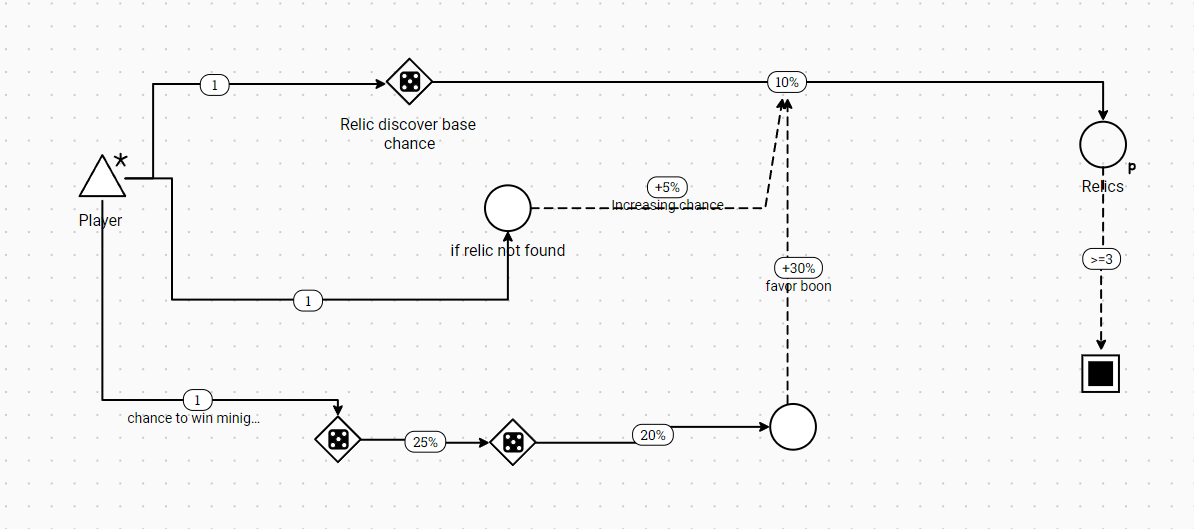 1
10%
Relic discover base
chance
*
p
Player
+5%
Increasing chance
Relics
if relic not found
>=3
+30%
favor boon
1
1
chance to win minig...
25%
20%